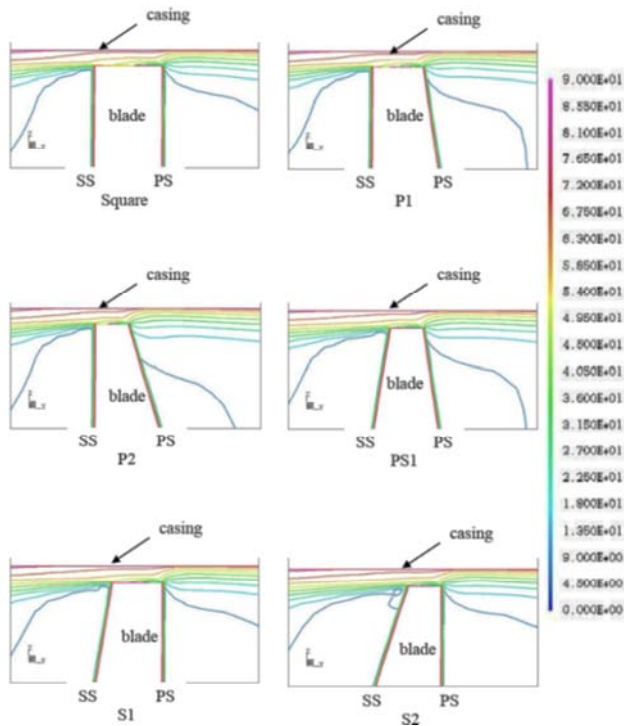 casing
casing
blade
blade
SS
PS
SS
PS
Square
P1
casing
casing
blade
blade
SS
PS
SS
PS
P2
PS1
casing
casing
blade
blade
SS
PS
SS
PS
S1
S2
9.000E+01
8.550E+01
8.100E+01
7.650E+01
7.200E+01
6.750E+01
6.300E+01
5.850E+01
5.400E+01
4.950E+01
4.500E+01
4.050E+01
3.600E+01
3.150E+01
2.700E+01
2.250E+01
1.800E+01
1.350E+01
9.000E+00
4.500E+00
0.000E+00